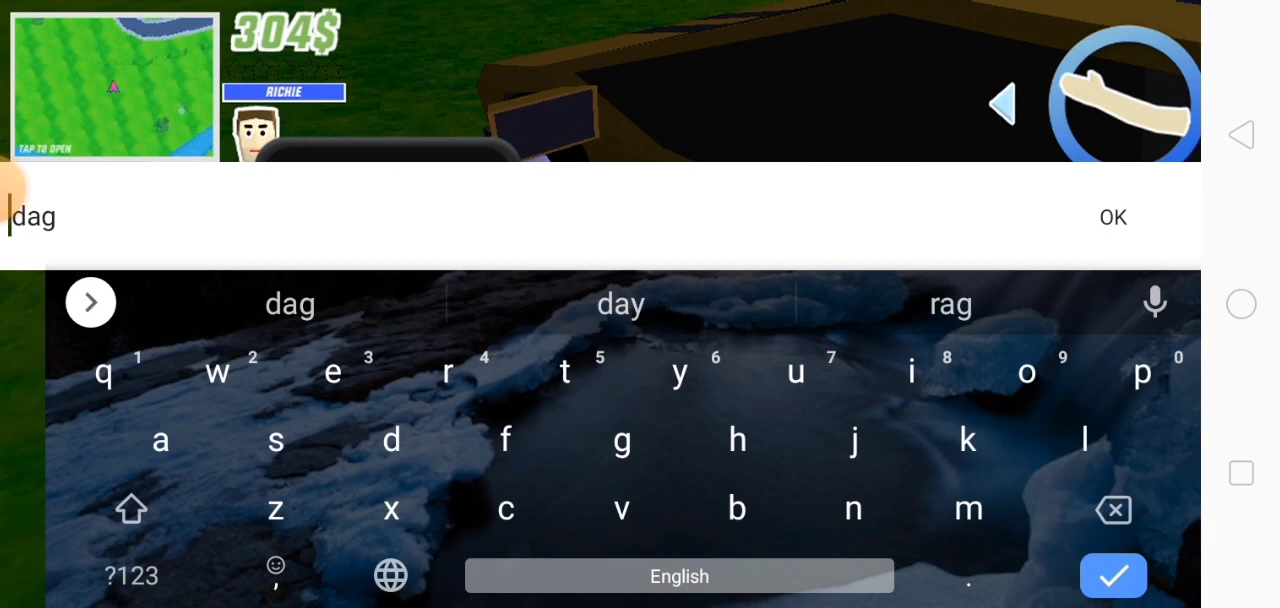 304$
RICHIE
TAP TO OPEN
dag
OK
dag day rag
q 1 w 2 e 3 r 4 t 5 y 6 u 7 i 8 o 9 p 0
a s d f g h j k l
z x c v b n m
?123 , English .